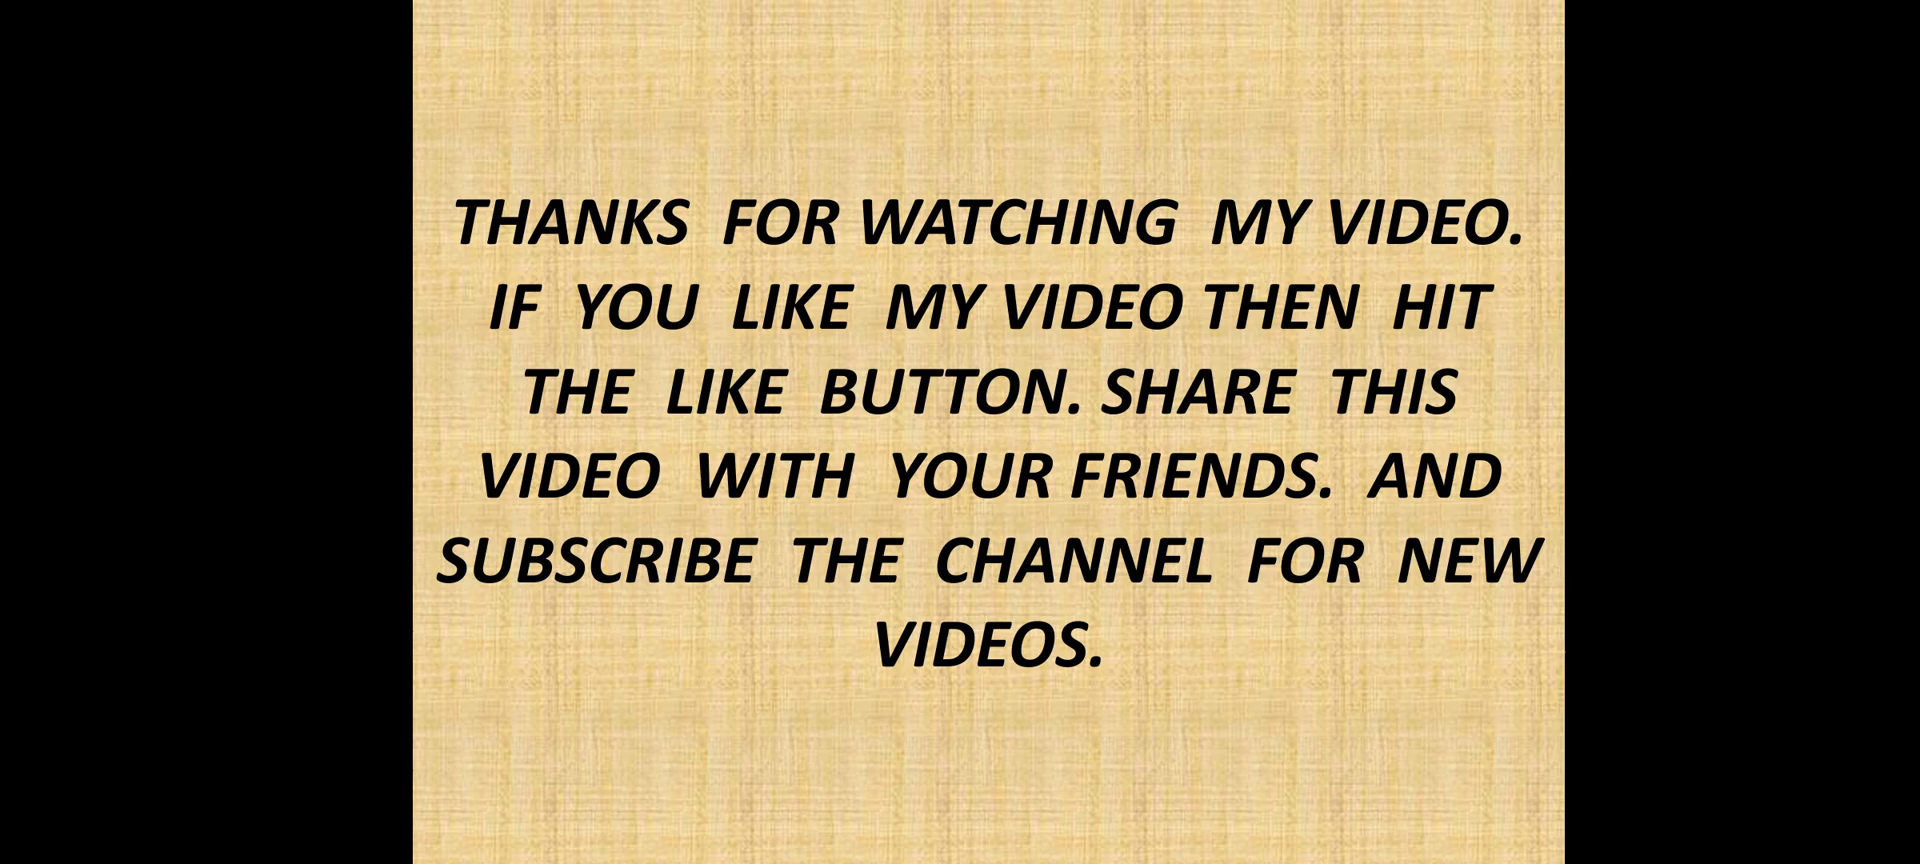 THANKS FOR WATCHING MY VIDEO.
IF YOU LIKE MY VIDEO THEN HIT
THE LIKE BUTTON. SHARE THIS
VIDEO WITH YOUR FRIENDS. AND
SUBSCRIBE THE CHANNEL FOR NEW
VIDEOS.